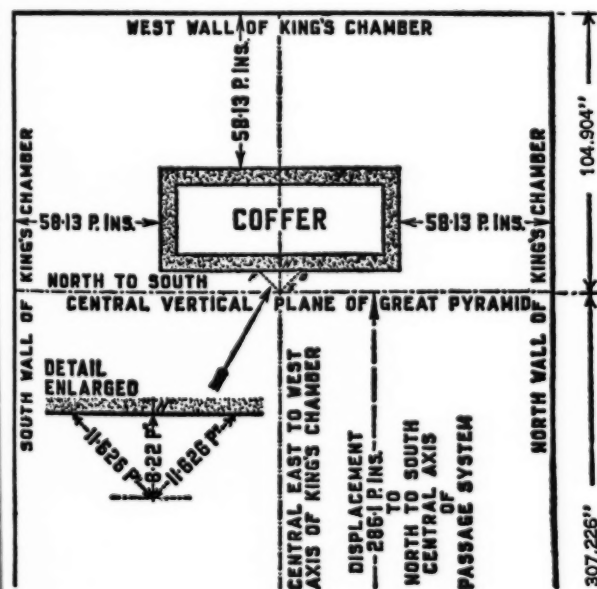 WEST WALL OF KING'S CHAMBER
58·13 P. INS.
104.904"
SOUTH WALL OF KING'S CHAMBER
58·13 P. INS.
COFFER
58·13 P. INS.
NORTH WALL OF KING'S CHAMBER
NORTH TO SOUTH
CENTRAL VERTICAL PLANE OF GREAT PYRAMID
DETAIL
ENLARGED
11·626 P"
8·22 P"
11·626 P"
CENTRAL EAST TO WEST
AXIS OF KING'S CHAMBER
DISPLACEMENT
286·1 P. INS.
TO
NORTH TO SOUTH
CENTRAL AXIS
OF
PASSAGE SYSTEM
307.226"